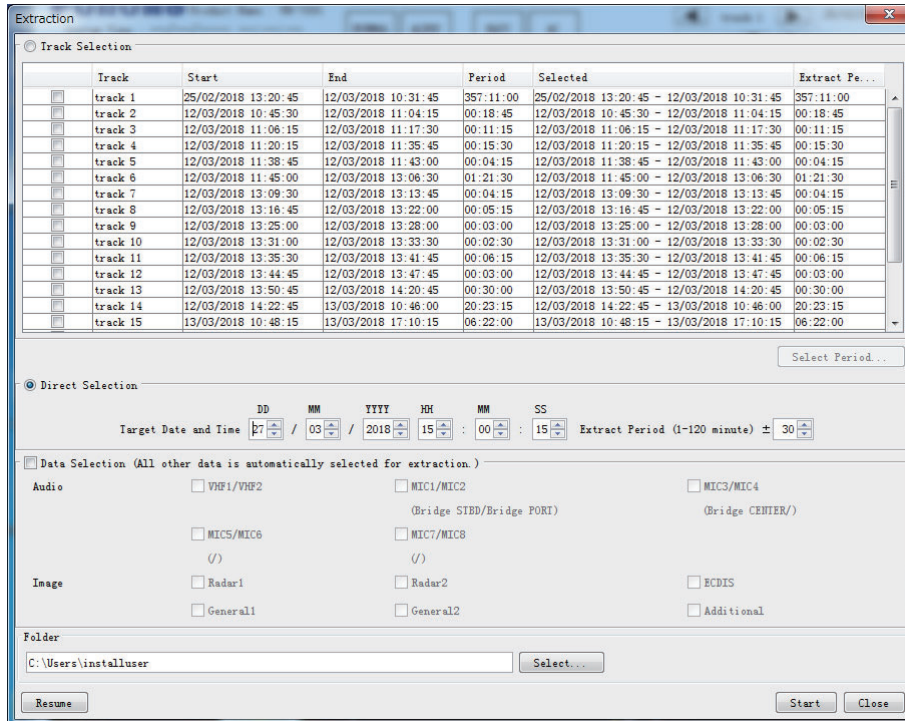 Extraction
Track Selection
Track Start End Period Selected Extract Pe...
track 1 25/02/2018 13:20:45 12/03/2018 10:31:45 357:11:00 25/02/2018 13:20:45 - 12/03/2018 10:31:45 357:11:00
track 2 12/03/2018 10:45:30 12/03/2018 11:04:15 00:18:45 12/03/2018 10:45:30 - 12/03/2018 11:04:15 00:18:45
track 3 12/03/2018 11:06:15 12/03/2018 11:17:30 00:11:15 12/03/2018 11:06:15 - 12/03/2018 11:17:30 00:11:15
track 4 12/03/2018 11:20:15 12/03/2018 11:35:45 00:15:30 12/03/2018 11:20:15 - 12/03/2018 11:35:45 00:15:30
track 5 12/03/2018 11:38:45 12/03/2018 11:43:00 00:04:15 12/03/2018 11:38:45 - 12/03/2018 11:43:00 00:04:15
track 6 12/03/2018 11:45:00 12/03/2018 13:06:30 01:21:30 12/03/2018 11:45:00 - 12/03/2018 13:06:30 01:21:30
track 7 12/03/2018 13:09:30 12/03/2018 13:13:45 00:04:15 12/03/2018 13:09:30 - 12/03/2018 13:13:45 00:04:15
track 8 12/03/2018 13:16:45 12/03/2018 13:22:00 00:05:15 12/03/2018 13:16:45 - 12/03/2018 13:22:00 00:05:15
track 9 12/03/2018 13:25:00 12/03/2018 13:28:00 00:03:00 12/03/2018 13:25:00 - 12/03/2018 13:28:00 00:03:00
track 10 12/03/2018 13:31:00 12/03/2018 13:33:30 00:02:30 12/03/2018 13:31:00 - 12/03/2018 13:33:30 00:02:30
track 11 12/03/2018 13:35:30 12/03/2018 13:41:45 00:06:15 12/03/2018 13:35:30 - 12/03/2018 13:41:45 00:06:15
track 12 12/03/2018 13:44:45 12/03/2018 13:47:45 00:03:00 12/03/2018 13:44:45 - 12/03/2018 13:47:45 00:03:00
track 13 12/03/2018 13:50:45 12/03/2018 14:20:45 00:30:00 12/03/2018 13:50:45 - 12/03/2018 14:20:45 00:30:00
track 14 12/03/2018 14:22:45 13/03/2018 10:46:00 20:23:15 12/03/2018 14:22:45 - 13/03/2018 10:46:00 20:23:15
track 15 13/03/2018 10:48:15 13/03/2018 17:10:15 06:22:00 13/03/2018 10:48:15 - 13/03/2018 17:10:15 06:22:00
Select Period...
Direct Selection
DD MM YYYY HH MM SS
Target Date and Time 27 / 03 / 2018 15 : 00 : 15 Extract Period (1-120 minute) ± 30
Data Selection (All other data is automatically selected for extraction.)
Audio VHF1/VHF2 MIC1/MIC2 MIC3/MIC4
(Bridge STBD/Bridge PORT) (Bridge CENTER/)
MIC5/MIC6 MIC7/MIC8
(/) (/)
Image Radar1 Radar2 ECDIS
General1 General2 Additional
Folder
C:\Users\installuser Select...
Resume Start Close